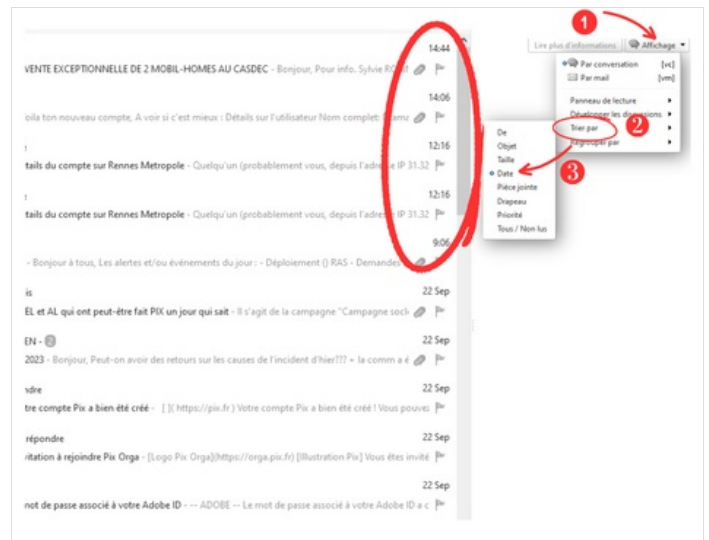 14:44
VENTE EXCEPTIONNELLE DE 2 MOBIL-HOMES AU CASDEC - Bonjour, Pour info. Sylvie
14:06
oila ton nouveau compte, A voir si c'est mieux : Détails sur l'utilisateur Nom complet:
12:16
tails du compte sur Rennes Metropole - Quelqu'un (probablement vous, depuis l'adresse IP 31.32
12:16
tails du compte sur Rennes Metropole - Quelqu'un (probablement vous, depuis l'adresse IP 31.32
9:06
- Bonjour à tous, Les alertes et/ou événements du jour : - Déploiement () RAS - Demandes
is
22 Sep
EL et AL qui ont peut-être fait PIX un jour qui sait - Il s'agit de la campagne "Campagne socle
EN - 2
22 Sep
2023 - Bonjour, Peut-on avoir des retours sur les causes de l'incident d'hier??? + la comm a é
ndre
22 Sep
tre compte Pix a bien été créé - [ ]( https://pix.fr ) Votre compte Pix a bien été créé ! Vous pouvez
répondre
22 Sep
vitation à rejoindre Pix Orga - [Logo Pix Orga](https://orga.pix.fr) [Illustration Pix] Vous êtes invité
22 Sep
mot de passe associé à votre Adobe ID - -- ADOBE -- Le mot de passe associé à votre Adobe ID a c
1
Lire plus d'informations
Affichage
Par conversation [vc]
Par mail [vm]
Panneau de lecture
Développer les discussions
Trier par
2
Regrouper par
De
Objet
Taille
Date
3
Pièce jointe
Drapeau
Priorité
Tous / Non lus